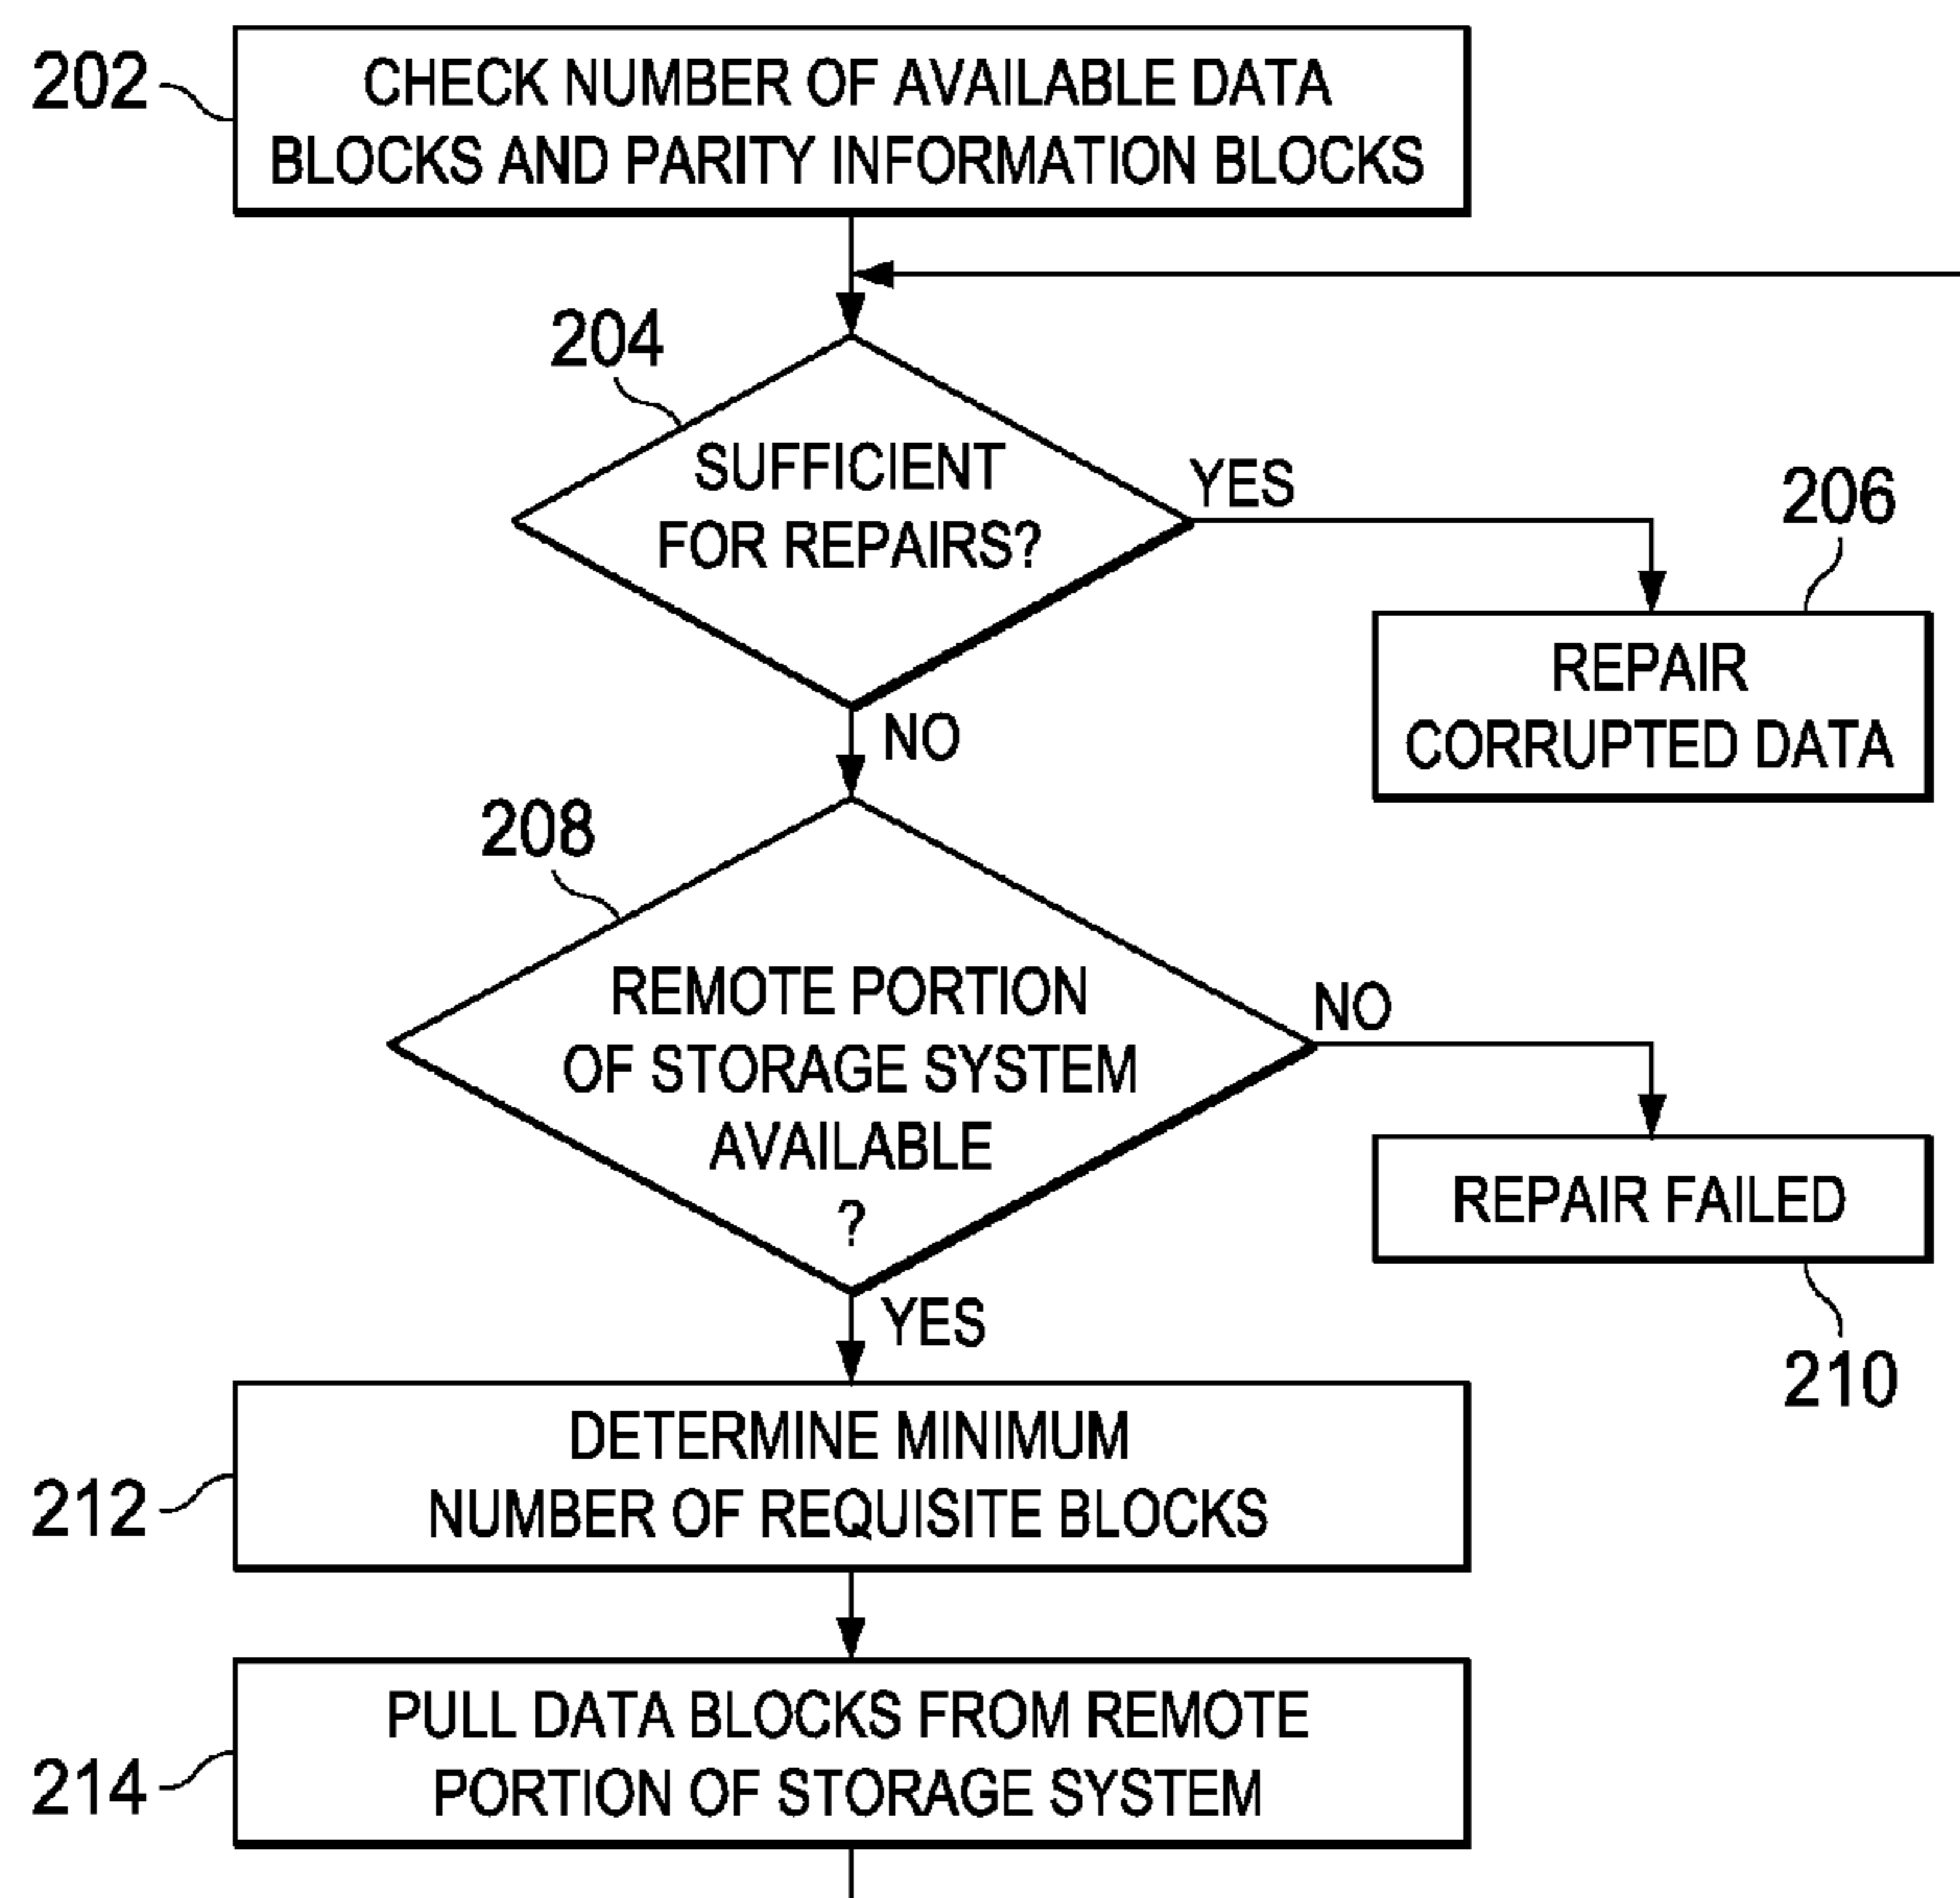 202
CHECK NUMBER OF AVAILABLE DATA
BLOCKS AND PARITY INFORMATION BLOCKS
204
SUFFICIENT
FOR REPAIRS?
YES
206
REPAIR
CORRUPTED DATA
NO
208
REMOTE PORTION
OF STORAGE SYSTEM
AVAILABLE
?
NO
REPAIR FAILED
210
YES
212
DETERMINE MINIMUM
NUMBER OF REQUISITE BLOCKS
214
PULL DATA BLOCKS FROM REMOTE
PORTION OF STORAGE SYSTEM